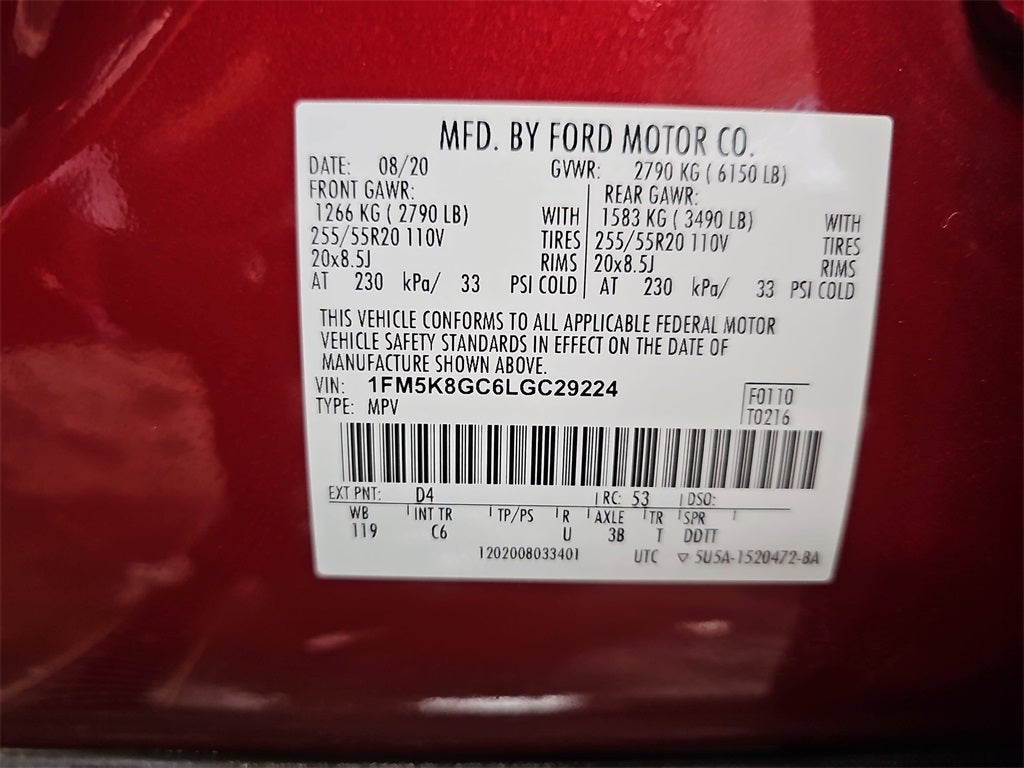 MFD. BY FORD MOTOR CO.
DATE: 08/20 GVWR: 2790 KG ( 6150 LB)
FRONT GAWR: REAR GAWR:
1266 KG ( 2790 LB) WITH 1583 KG ( 3490 LB) WITH
255/55R20 110V TIRES 255/55R20 110V TIRES
20x8.5J RIMS 20x8.5J RIMS
AT 230 kPa/ 33 PSI COLD AT 230 kPa/ 33 PSI COLD
THIS VEHICLE CONFORMS TO ALL APPLICABLE FEDERAL MOTOR
VEHICLE SAFETY STANDARDS IN EFFECT ON THE DATE OF
MANUFACTURE SHOWN ABOVE.
VIN: 1FM5K8GC6LGC29224
TYPE: MPV
F0110
T0216
EXT PNT: D4 RC: 53 DSO:
WB INT TR TP/PS R AXLE TR SPR
119 C6 U 3B T DDTT
1202008033401 UTC ▽ 5U5A-1520472-BA